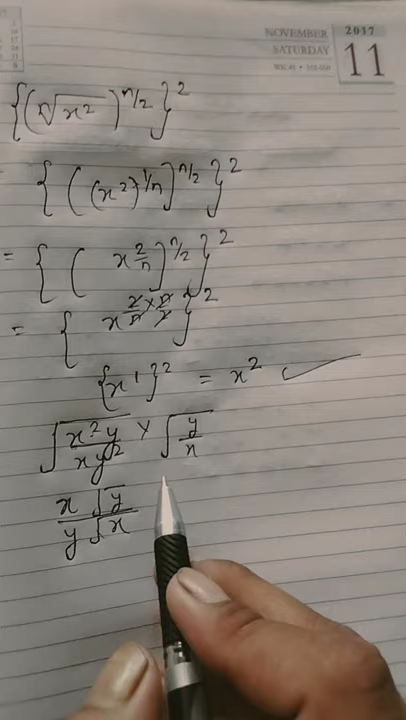 NOVEMBER 2017
SATURDAY 11
{(ⁿ√x²)^n/2}²
{((x²)^1/n)^n/2}²
= {(x^2/n)^n/2}²
= {x^2/n × n/2}²
{x¹}² = x² ✓
√(x²y/xy²) × √(y/x)
x√y / y√x